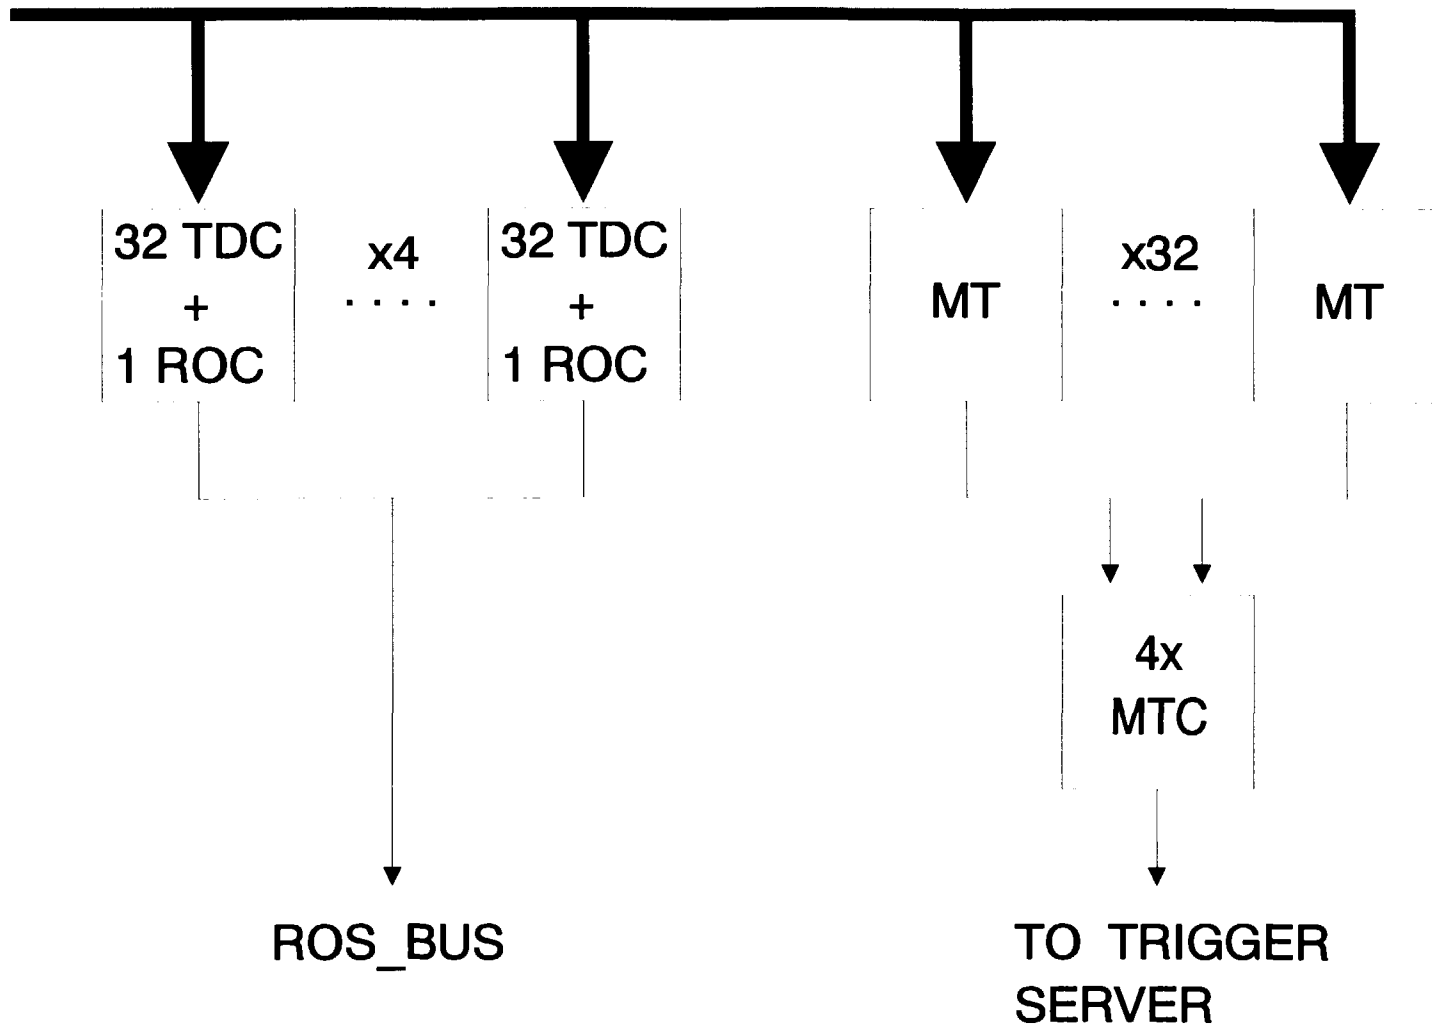 32 TDC
+
1 ROC
x4
. . . .
32 TDC
+
1 ROC
MT
x32
. . . .
MT
4x
MTC
ROS_BUS
TO TRIGGER
SERVER